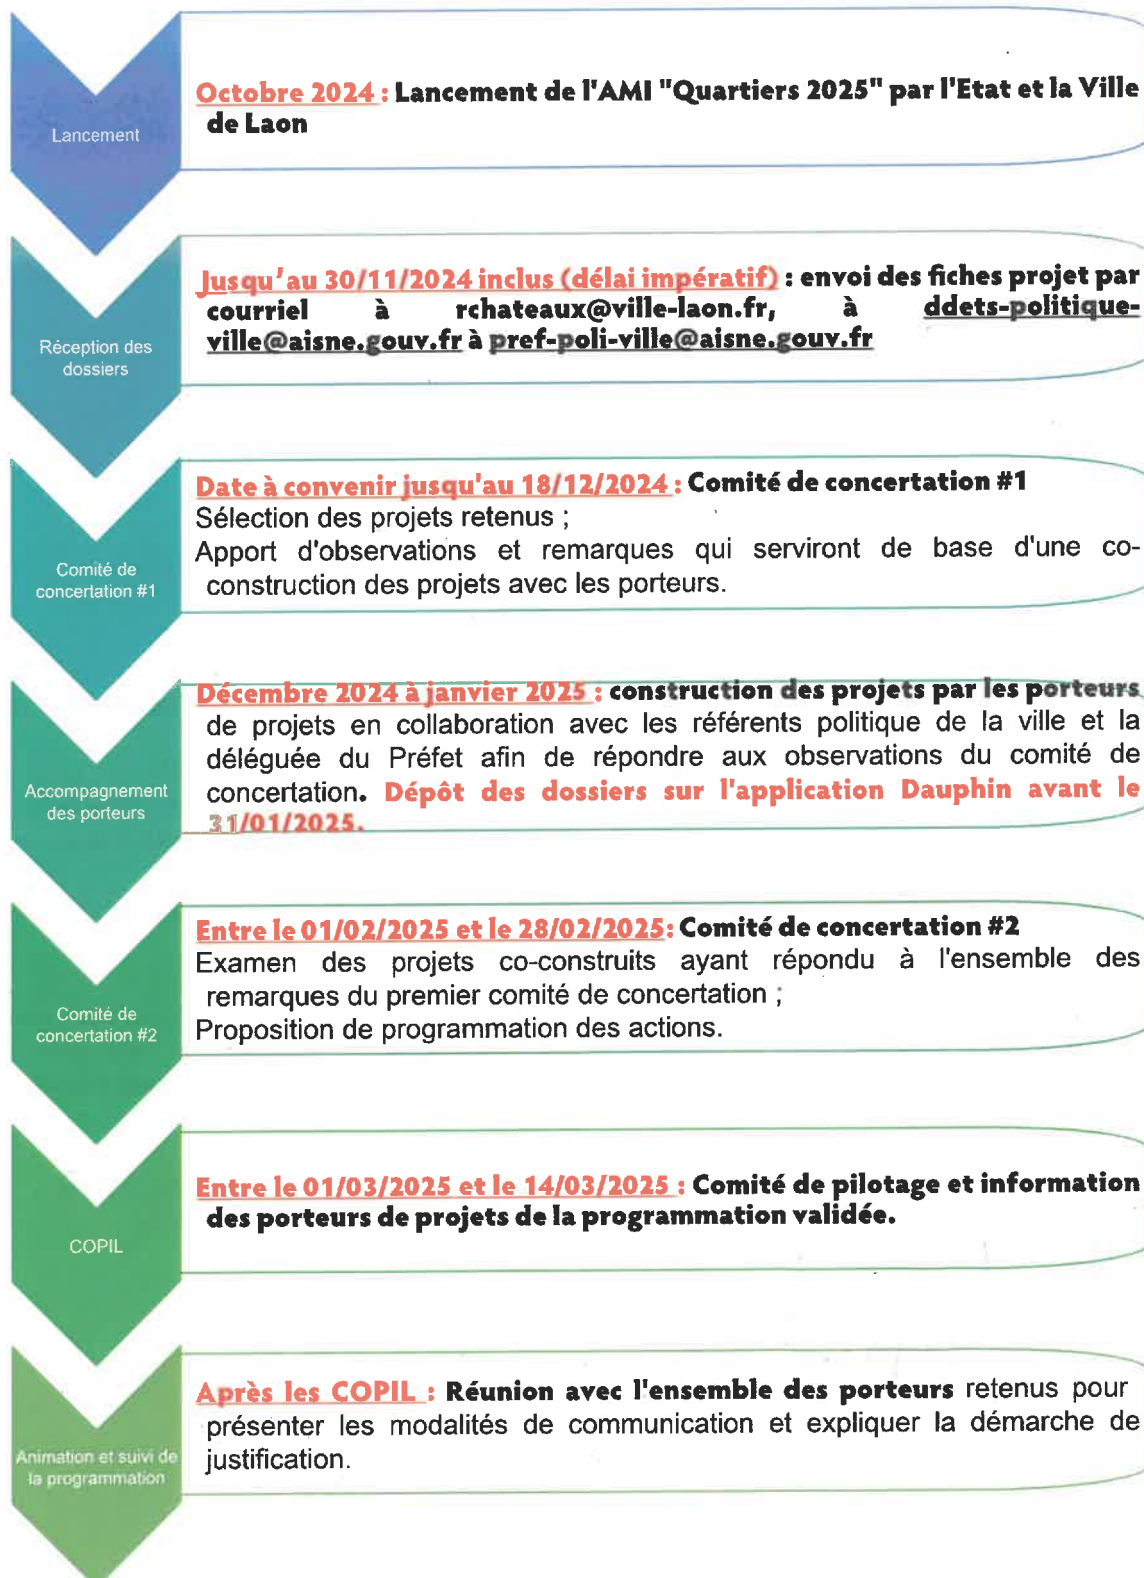 Lancement
Octobre 2024 : Lancement de l'AMI "Quartiers 2025" par l'Etat et la Ville
de Laon
Réception des
dossiers
Jusqu'au 30/11/2024 inclus (délai impératif) : envoi des fiches projet par
courriel à rchateaux@ville-laon.fr, à ddets-politique-
ville@aisne.gouv.fr à pref-poli-ville@aisne.gouv.fr
Comité de
concertation #1
Date à convenir jusqu'au 18/12/2024 : Comité de concertation #1
Sélection des projets retenus ;
Apport d'observations et remarques qui serviront de base d'une co-
construction des projets avec les porteurs.
Accompagnement
des porteurs
Décembre 2024 à janvier 2025 : construction des projets par les porteurs
de projets en collaboration avec les référents politique de la ville et la
déléguée du Préfet afin de répondre aux observations du comité de
concertation. Dépôt des dossiers sur l'application Dauphin avant le
31/01/2025.
Comité de
concertation #2
Entre le 01/02/2025 et le 28/02/2025: Comité de concertation #2
Examen des projets co-construits ayant répondu à l'ensemble des
remarques du premier comité de concertation ;
Proposition de programmation des actions.
COPIL
Entre le 01/03/2025 et le 14/03/2025 : Comité de pilotage et information
des porteurs de projets de la programmation validée.
Animation et suivi de
la programmation
Après les COPIL : Réunion avec l'ensemble des porteurs retenus pour
présenter les modalités de communication et expliquer la démarche de
justification.